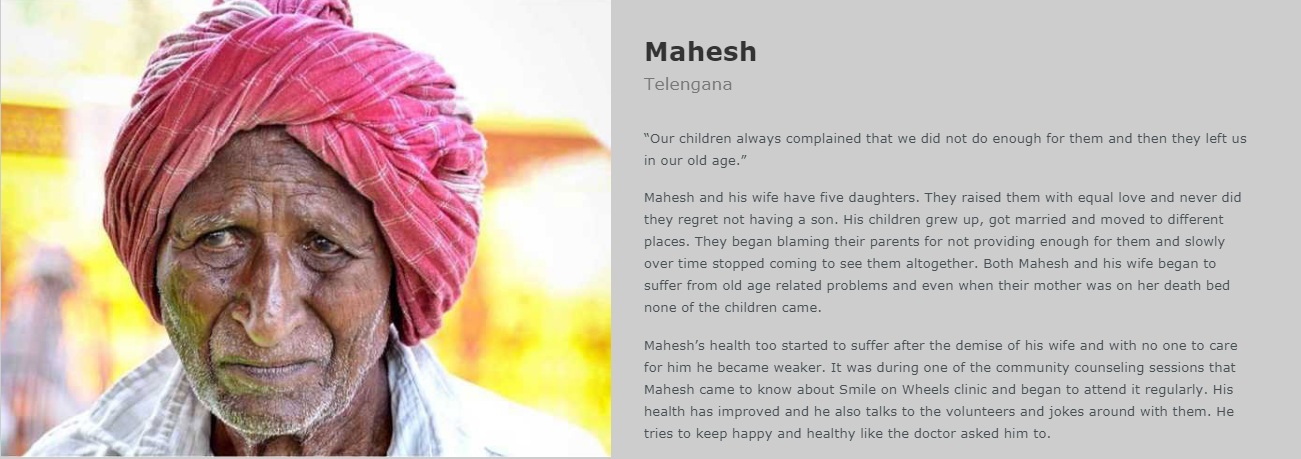 Mahesh
Telengana
“Our children always complained that we did not do enough for them and then they left us
in our old age.”
Mahesh and his wife have five daughters. They raised them with equal love and never did
they regret not having a son. His children grew up, got married and moved to different
places. They began blaming their parents for not providing enough for them and slowly
over time stopped coming to see them altogether. Both Mahesh and his wife began to
suffer from old age related problems and even when their mother was on her death bed
none of the children came.
Mahesh’s health too started to suffer after the demise of his wife and with no one to care
for him he became weaker. It was during one of the community counseling sessions that
Mahesh came to know about Smile on Wheels clinic and began to attend it regularly. His
health has improved and he also talks to the volunteers and jokes around with them. He
tries to keep happy and healthy like the doctor asked him to.